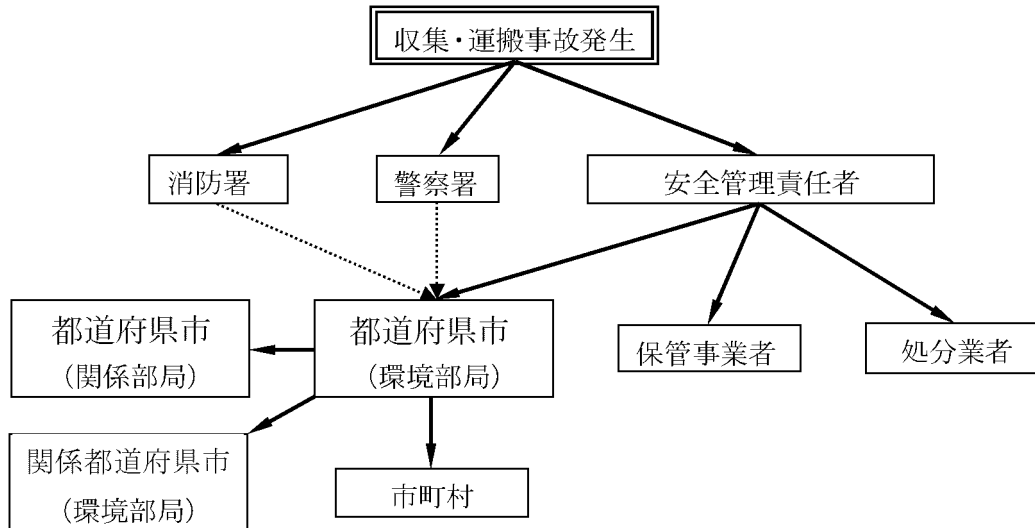 収集・運搬事故発生
消防署
警察署
安全管理責任者
都道府県市
（関係部局）
都道府県市
（環境部局）
保管事業者
処分業者
関係都道府県市
（環境部局）
市町村